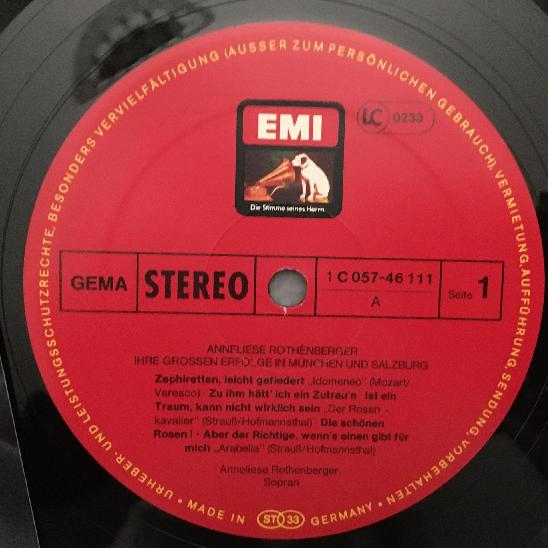 URHEBER- UND LEISTUNGSSCHUTZRECHTE, BESONDERS VERVIELFÄLTIGUNG (AUSSER ZUM PERSÖNLICHEN GEBRAUCH), VERMIETUNG, AUFFÜHRUNG, SENDUNG, VORBEHALTEN •
EMI
LC 0233
Die Stimme seines Herrn
GEMA STEREO
1 C 057-46 111
A
Seite 1
ANNELIESE ROTHENBERGER
IHRE GROSSEN ERFOLGE IN MÜNCHEN UND SALZBURG
Zephiretten, leicht gefiedert „Idomeneo" (Mozart/
Varesco) · Zu ihm hätt' ich ein Zutrau'n · Ist ein
Traum, kann nicht wirklich sein „Der Rosen -
kavalier" (Strauß/Hofmannsthal) · Die schönen
Rosen! · Aber der Richtige, wenn's einen gibt für
mich „Arabella" (Strauß/Hofmannsthal)
Anneliese Rothenberger,
Sopran
• MADE IN ST 33 GERMANY •